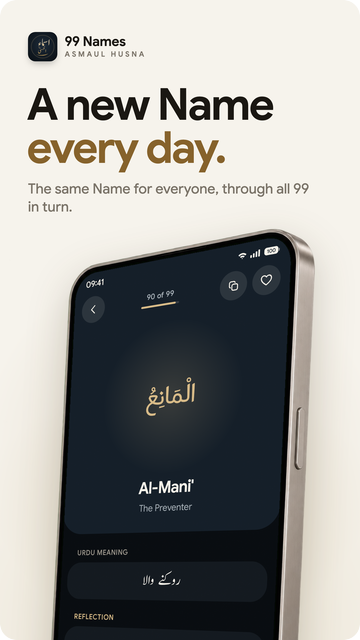 99 Names
ASMAUL HUSNA
A new Name
every day.
The same Name for everyone, through all 99
in turn.
09:41
100
90 of 99
الْمَانِعُ
Al-Mani'
The Preventer
URDU MEANING
روکنے والا
REFLECTION